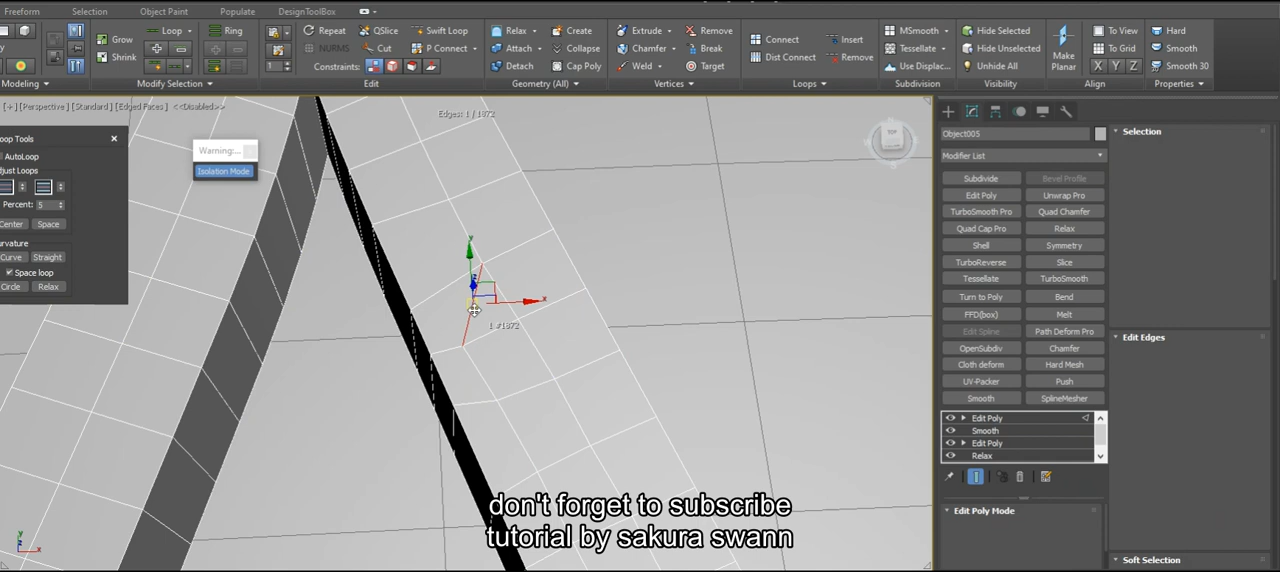 Freeform Selection Object Paint Populate DesignToolBox
Grow Loop Ring Repeat QSlice Swift Loop Relax Create Extrude Remove Connect Insert MSmooth Hide Selected To View Hard
Shrink NURMS Cut P Connect Attach Collapse Chamfer Break Dist Connect Remove Tessellate Hide Unselected Make Planar To Grid Smooth
1 Constraints: Detach Cap Poly Weld Target Use Displac... Unhide All X Y Z Smooth 30
Modeling Modify Selection Edit Geometry (All) Vertices Loops Subdivision Visibility Align Properties
[+] [Perspective] [Standard] [Edged Faces] <<Disabled>>
Edges: 1 / 1872
oop Tools
AutoLoop
djust Loops
Percent: 5
Center Space
urvature
Curve Straight
Space loop
Circle Relax
Warning:...
Isolation Mode
TOP
y
z
x
1 #1872
don't forget to subscribe
tutorial by sakura swann
z
x
Object005
Modifier List
Subdivide Bevel Profile
Edit Poly Unwrap Pro
TurboSmooth Pro Quad Chamfer
Quad Cap Pro Relax
Shell Symmetry
TurboReverse Slice
Tessellate TurboSmooth
Turn to Poly Bend
FFD(box) Melt
Edit Spline Path Deform Pro
OpenSubdiv Chamfer
Cloth deform Hard Mesh
UV-Packer Push
Smooth SplineMesher
Edit Poly
Smooth
Edit Poly
Relax
Edit Poly Mode
Selection
Edit Edges
Soft Selection